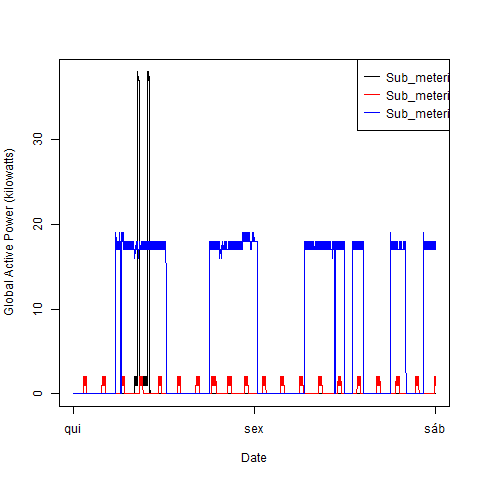 Sub_meteri
Sub_meteri
Sub_meteri
Global Active Power (kilowatts)
30
20
10
0
qui sex sáb
Date